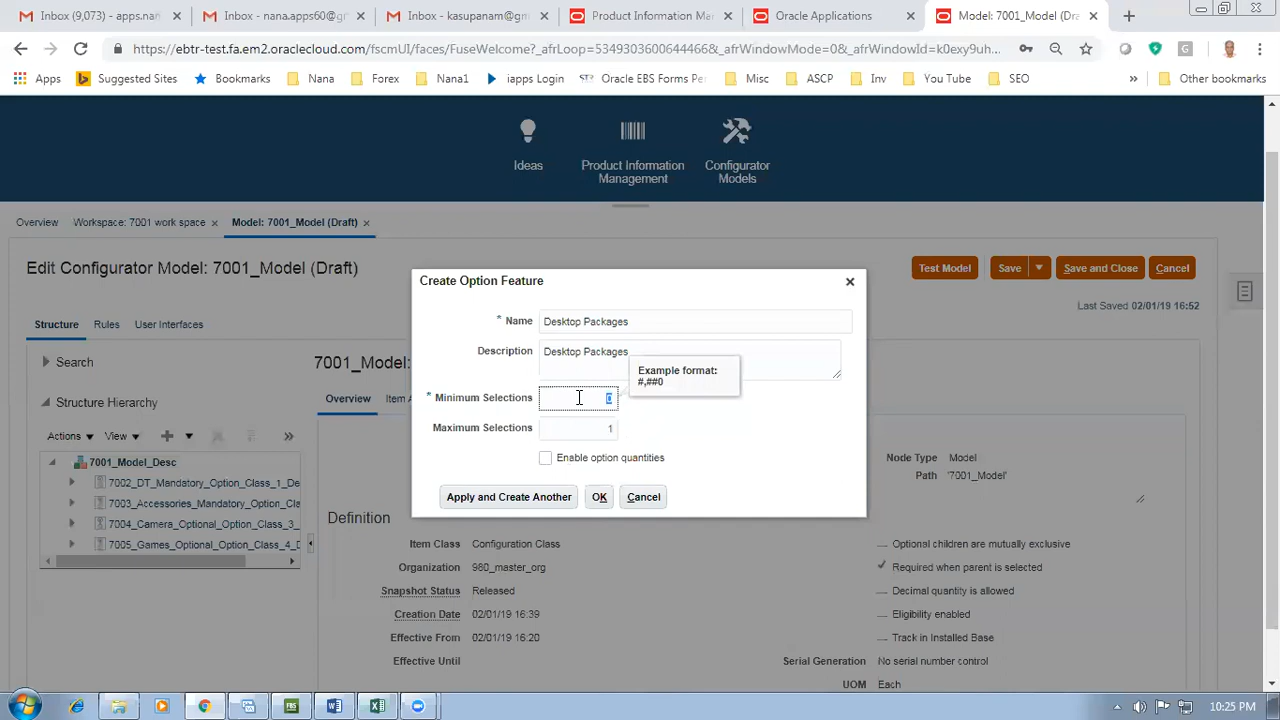 Inbox (9,073) - apps.nan
Inbox - nana.apps60@g
Inbox - kasupanam@gm
Product Information Ma
Oracle Applications
Model: 7001_Model (Dra
https://ebtr-test.fa.em2.oraclecloud.com/fscmUI/faces/FuseWelcome?_afrLoop=53493036006444466&_afrWindowMode=0&_afrWindowId=k0exy9uh...
Apps
Suggested Sites
Bookmarks
Nana
Forex
Nana1
iapps Login
Oracle EBS Forms Per
Misc
ASCP
Inv
You Tube
SEO
»
Other bookmarks
Ideas
Product Information
Management
Configurator
Models
Overview
Workspace: 7001 work space
Model: 7001_Model (Draft)
Edit Configurator Model: 7001_Model (Draft)
Test Model
Save
Save and Close
Cancel
Last Saved 02/01/19 16:52
Structure
Rules
User Interfaces
Search
7001_Model:
Structure Hierarchy
Overview
Item A
Actions
View
»
7001_Model_Desc
7002_DT_Mandatory_Option_Class_1_De
7003_Accessories_Mandatory_Option_Clas
7004_Camera_Optional_Option_Class_3_
7005_Games_Optional_Option_Class_4_D
Create Option Feature
* Name
Desktop Packages
Description
Desktop Packages
Example format:
#,##0
* Minimum Selections
0
Maximum Selections
1
Enable option quantities
Apply and Create Another
OK
Cancel
Node Type
Model
Path
'7001_Model'
Definition
Item Class
Configuration Class
Organization
980_master_org
Snapshot Status
Released
Creation Date
02/01/19 16:39
Effective From
02/01/19 16:20
Effective Until
Optional children are mutually exclusive
Required when parent is selected
Decimal quantity is allowed
Eligibility enabled
Track in Installed Base
Serial Generation
No serial number control
UOM
Each
10:25 PM